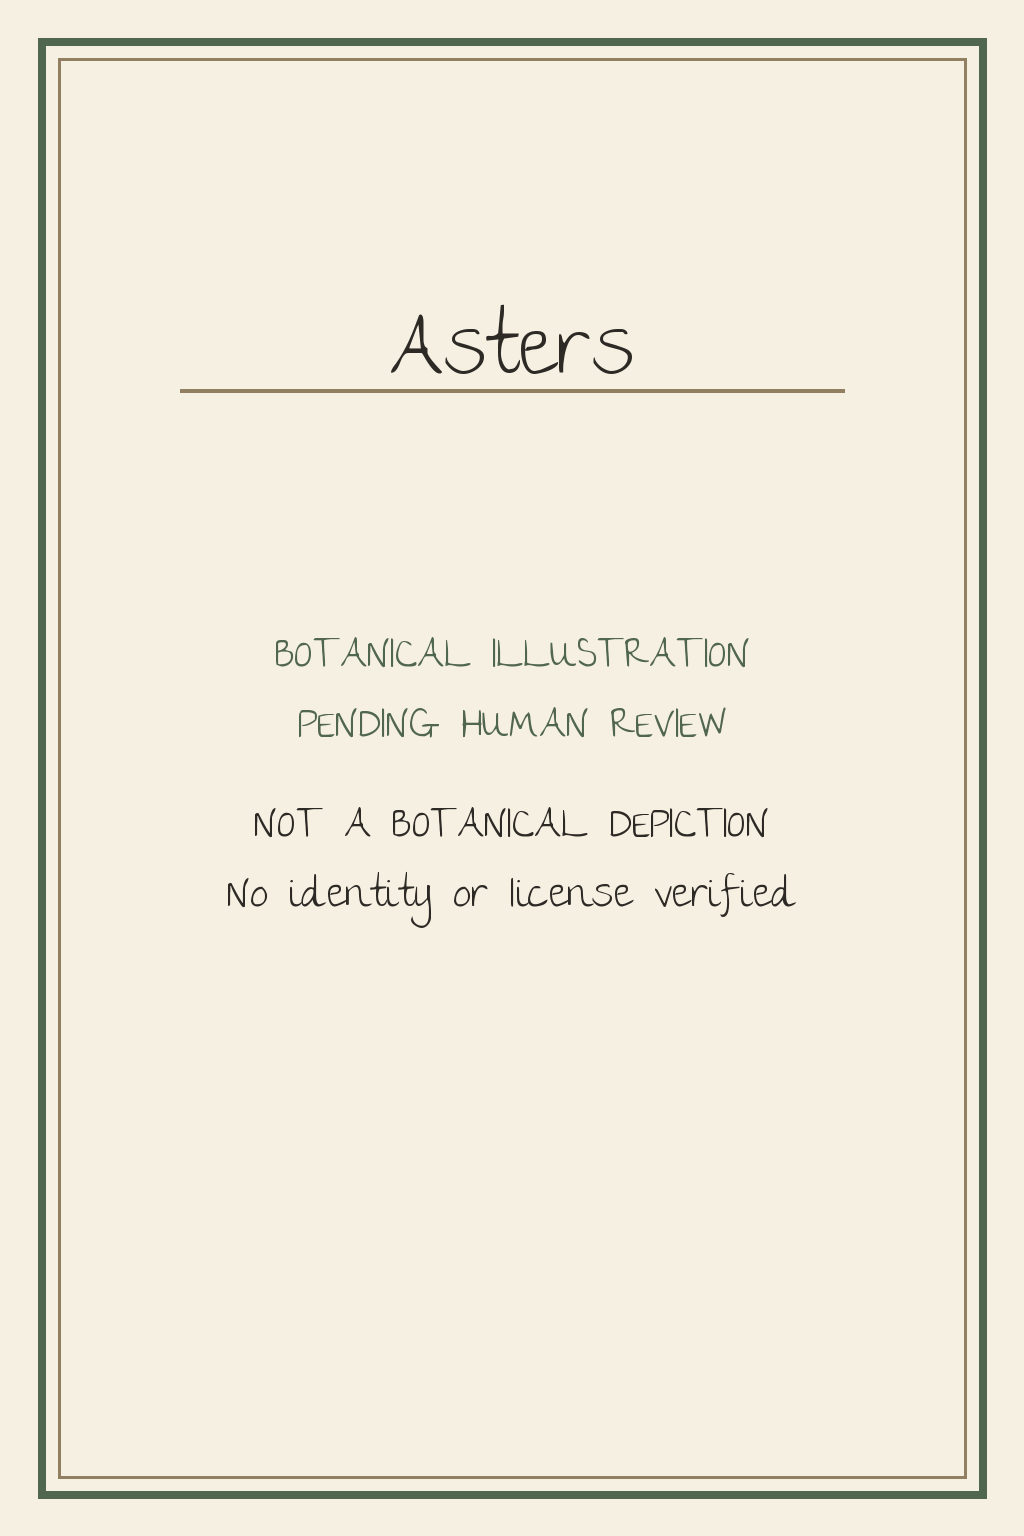 Asters
BOTANICAL ILLUSTRATION
PENDING HUMAN REVIEW
NOT A BOTANICAL DEPICTION
No identity or license verified